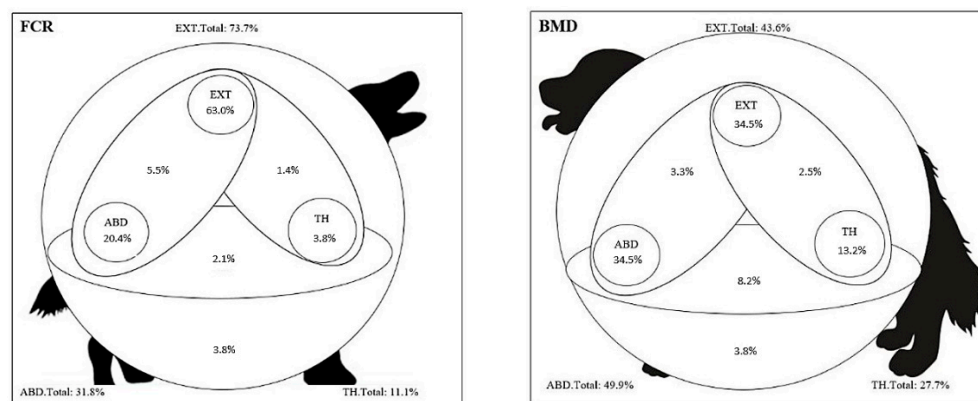 FCR
EXT.Total: 73.7%
EXT
63.0%
5.5%
1.4%
ABD
20.4%
TH
3.8%
2.1%
3.8%
ABD.Total: 31.8%
TH.Total: 11.1%
BMD
EXT.Total: 43.6%
EXT
34.5%
3.3%
2.5%
ABD
34.5%
TH
13.2%
8.2%
3.8%
ABD.Total: 49.9%
TH.Total: 27.7%